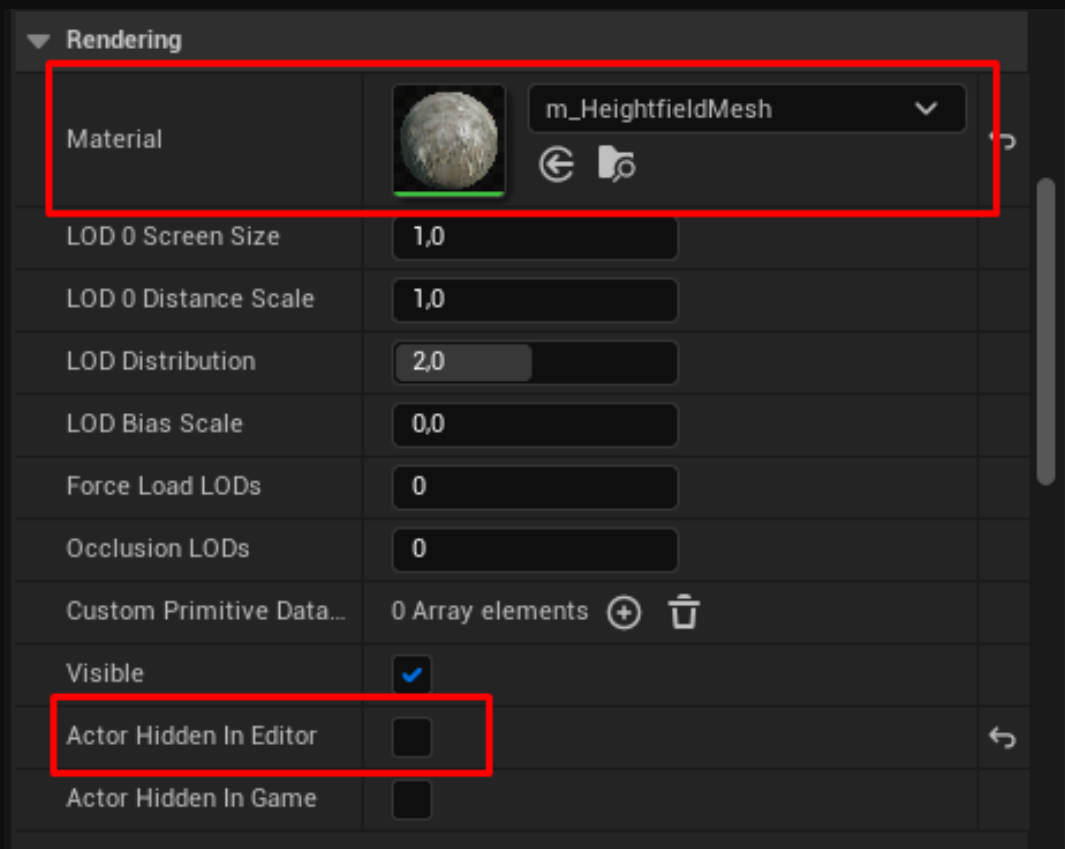 Rendering
Material
m_HeightfieldMesh
LOD 0 Screen Size 1,0
LOD 0 Distance Scale 1,0
LOD Distribution 2,0
LOD Bias Scale 0,0
Force Load LODs 0
Occlusion LODs 0
Custom Primitive Data... 0 Array elements
Visible
Actor Hidden In Editor
Actor Hidden In Game